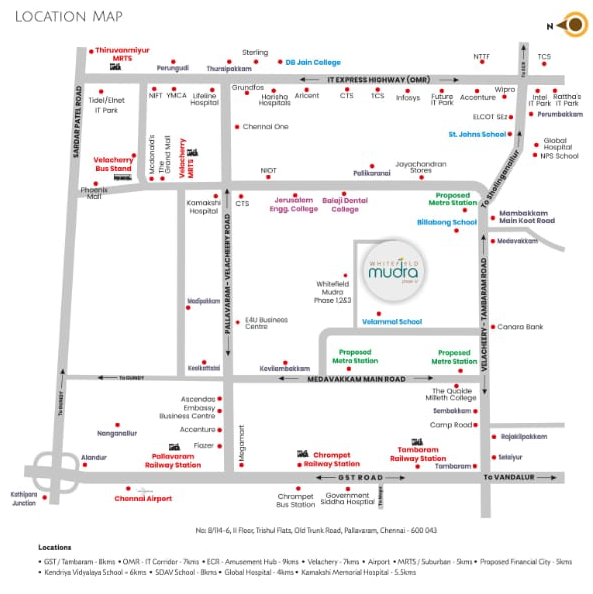 LOCATION MAP
N
Thiruvanmiyur
MRTS
Perungudi
Thuraipakkam
Sterling
DB Jain College
NTTF
TCS
To ECR
IT EXPRESS HIGHWAY (OMR)
SARDAR PATEL ROAD
Tidel/Elnet
IT Park
NIFT
YMCA
Lifeline
Hospital
Grundfos
Harisha
Hospitals
Aricent
CTS
TCS
Infosys
Future
IT Park
Accenture
Wipro
Intel
IT Park
Rattha's
IT Park
ELCOT SEz
Perumbakkam
Chennai One
St. Johns School
Global
Hospital
NPS School
Mcdonald's
The
Grand Mall
Velachery
MRTS
Velachery
Bus Stand
Phoenix
Mall
NIOT
Pallikaranai
Jayachandran
Stores
To Sholinganallur
Kamakshi
Hospital
CTS
Jerusalem
Engg. College
Balaji Dental
College
Proposed
Metro Station
Billabong School
Mambakkam
Main Koot Road
Medavakkam
PALLAVARAM - VELACHEERY ROAD
WHITEFIELD
mudra
Whitefield
Mudra
Phase 1,2&3
VELACHEERY - TAMBARAM ROAD
Madipakkam
E4U Business
Centre
Velammal School
Canara Bank
Keelkattalai
Kovilambakkam
Proposed
Metro Station
Proposed
Metro Station
To GUINDY
MEDAVAKKAM MAIN ROAD
To GUINDY
The Quaide
Milleth College
Ascendas
Embassy
Business Centre
Accenture
Flazer
Sembakkam
Camp Road
Nanganallur
Megamart
Rajakilpakkam
Alandur
Pallavaram
Railway Station
Chrompet
Railway Station
Tambaram
Railway Station
Tambaram
Selaiyur
GST ROAD
To VANDALUR
Kathipara
Junction
Chennai Airport
Chrompet
Bus Station
Government
Siddha Hosptial
No: 8/114-6, II Floor, Trishul Flats, Old Trunk Road, Pallavaram, Chennai - 600 043
Locations
• GST / Tambaram - 8kms • OMR - IT Corridor - 7kms • ECR - Amusement Hub - 9kms • Velachery - 7kms • Airport • MRTS / Suburban - 5kms • Proposed Financial City - 5kms
• Kendriya Vidyalaya School - 6kms • SDAV School - 8kms • Global Hospital - 4kms • Kamakshi Memorial Hospital - 5.5kms